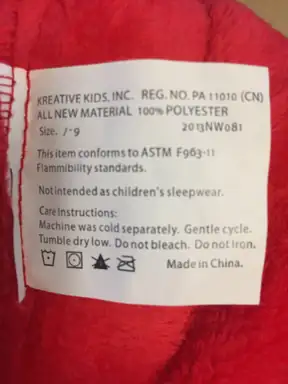 KREATIVE KIDS, INC. REG. NO. PA 11010 (CN)
ALL NEW MATERIAL 100% POLYESTER
Size. 7-9 2013NW081
This item conforms to ASTM F963-11
Flammibility standards.
Not intended as children's sleepwear.
Care Instructions:
Machine was cold separately. Gentle cycle.
Tumble dry low. Do not bleach. Do not iron.
Made in China.